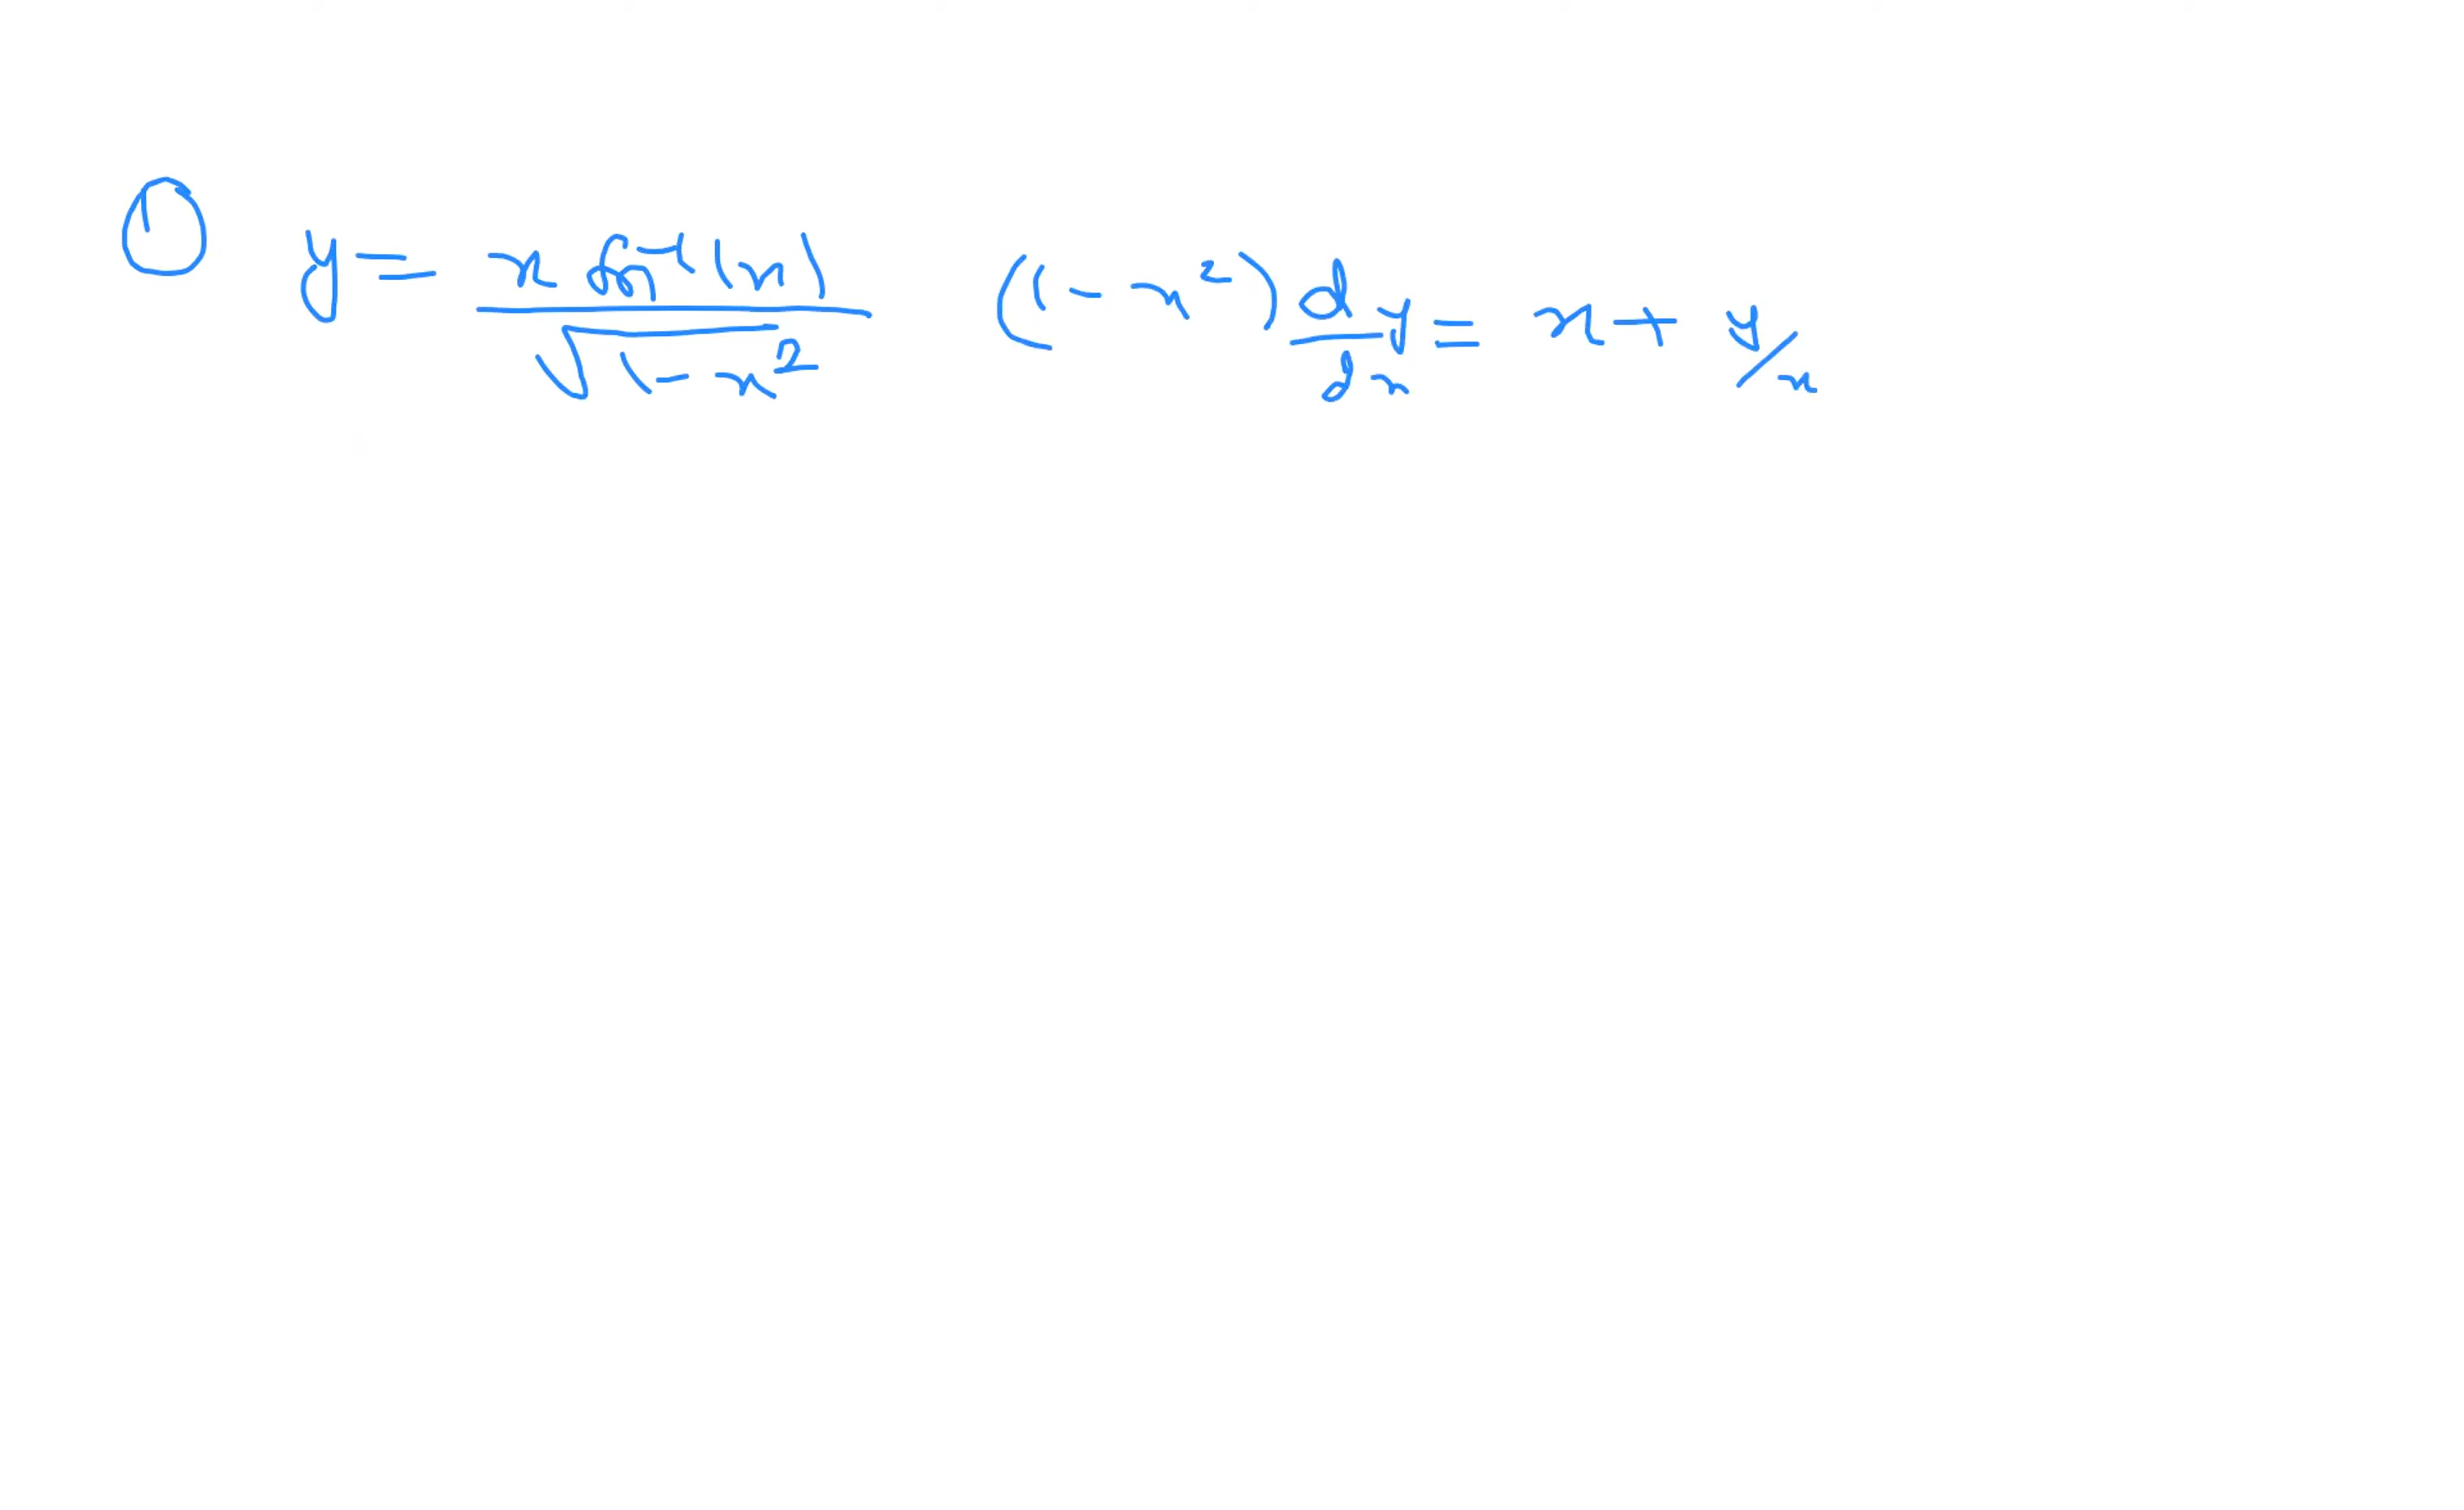 ① y = x sin⁻¹(x) / √(1 - x²)    (1 - x²) dy/dx = x + y/x